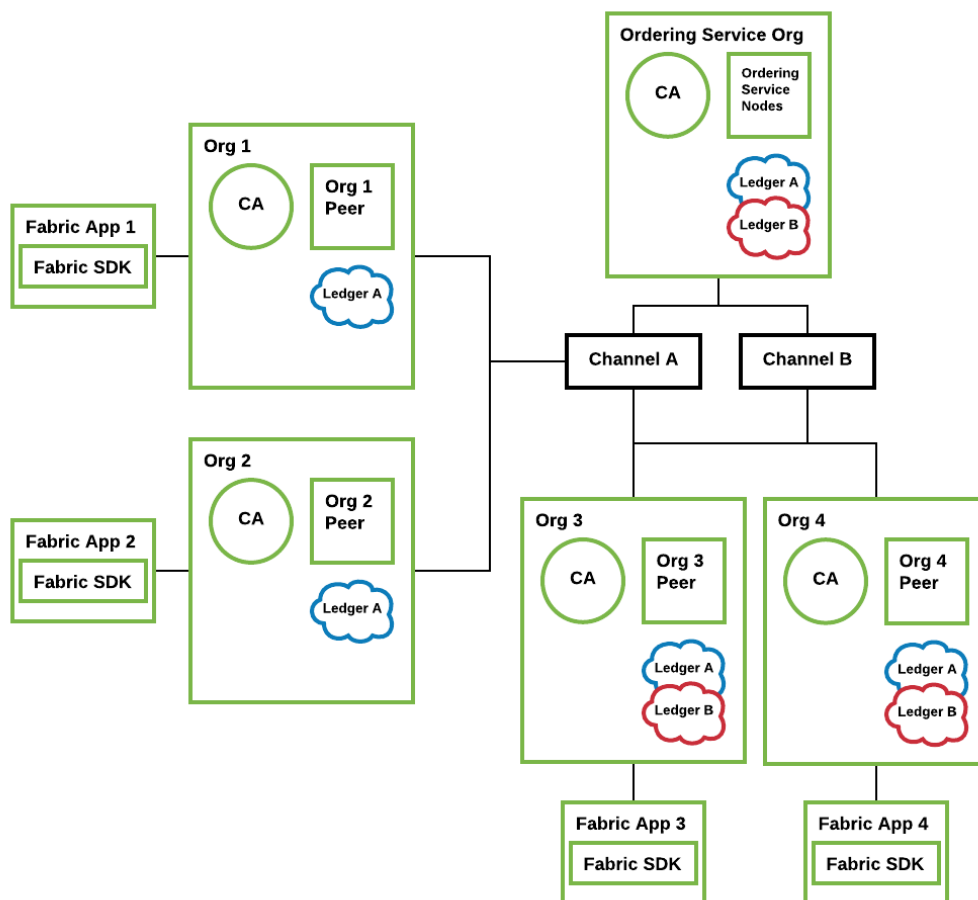 Ordering Service Org
CA
Ordering
Service
Nodes
Ledger A
Ledger B
Org 1
CA
Org 1
Peer
Ledger A
Fabric App 1
Fabric SDK
Channel A
Channel B
Org 2
CA
Org 2
Peer
Ledger A
Fabric App 2
Fabric SDK
Org 3
CA
Org 3
Peer
Ledger A
Ledger B
Org 4
CA
Org 4
Peer
Ledger A
Ledger B
Fabric App 3
Fabric SDK
Fabric App 4
Fabric SDK